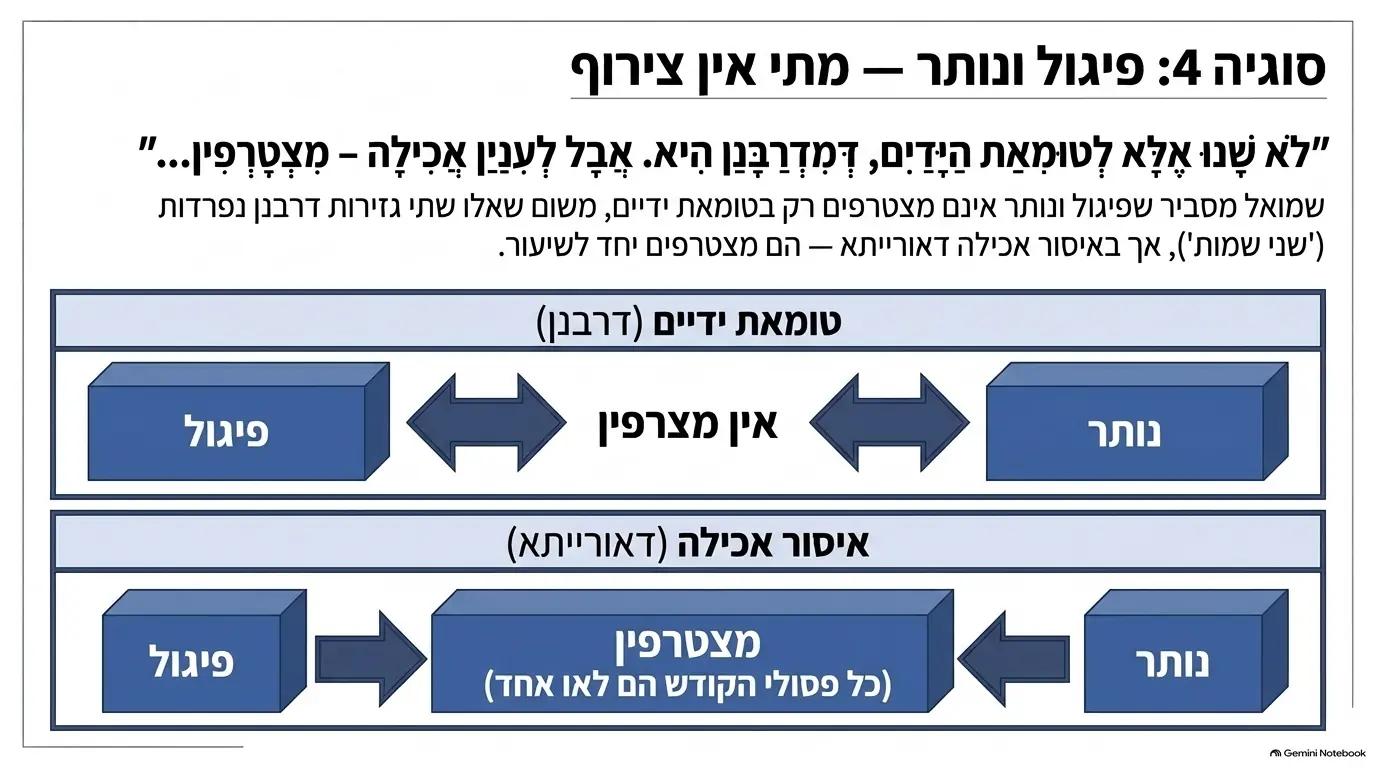 סוגיה 4: פיגול ונותר — מתי אין צירוף
"לֹא שָׁנוּ אֶלָּא לְטוּמִאַת הַיָּדַיִם, דְּמִדְרַבָּנָן הִיא. אֲבָל לְעִנְיַן אֲכִילָה – מִצְטָרְפִין..."
שמואל מסביר שפיגול ונותר אינם מצטרפים רק בטומאת ידיים, משום שאלו שתי גזירות דרבנן נפרדות
('שני שמות'), אך באיסור אכילה דאורייתא — הם מצטרפים יחד לשיעור.
טומאת ידיים (דרבנן)
נותר
אין מצרפין
פיגול
איסור אכילה (דאורייתא)
נותר
מצטרפין
(כל פסולי הקודש הם לאו אחד)
פיגול
Gemini Notebook